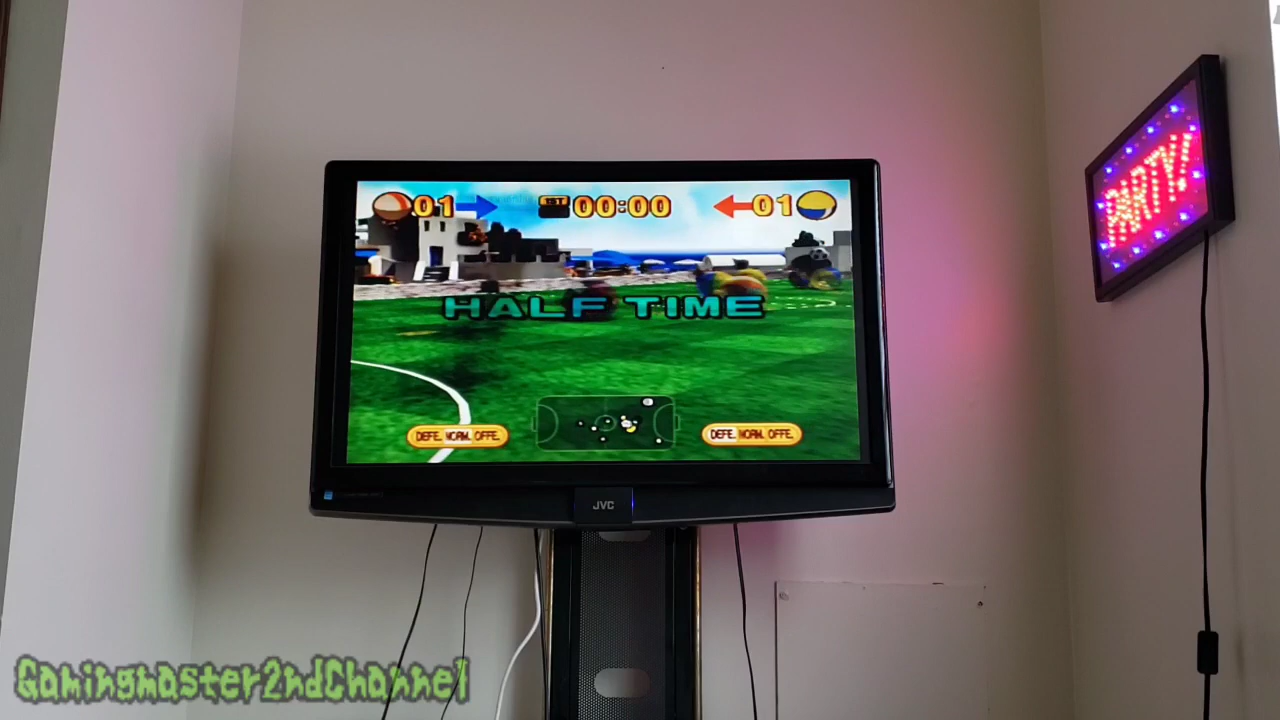 01 1ST 00:00 01
HALF TIME
DEFE. NORM. OFFE.
DEFE. NORM. OFFE.
JVC
PARTY!
Gamingmaster2ndChannel